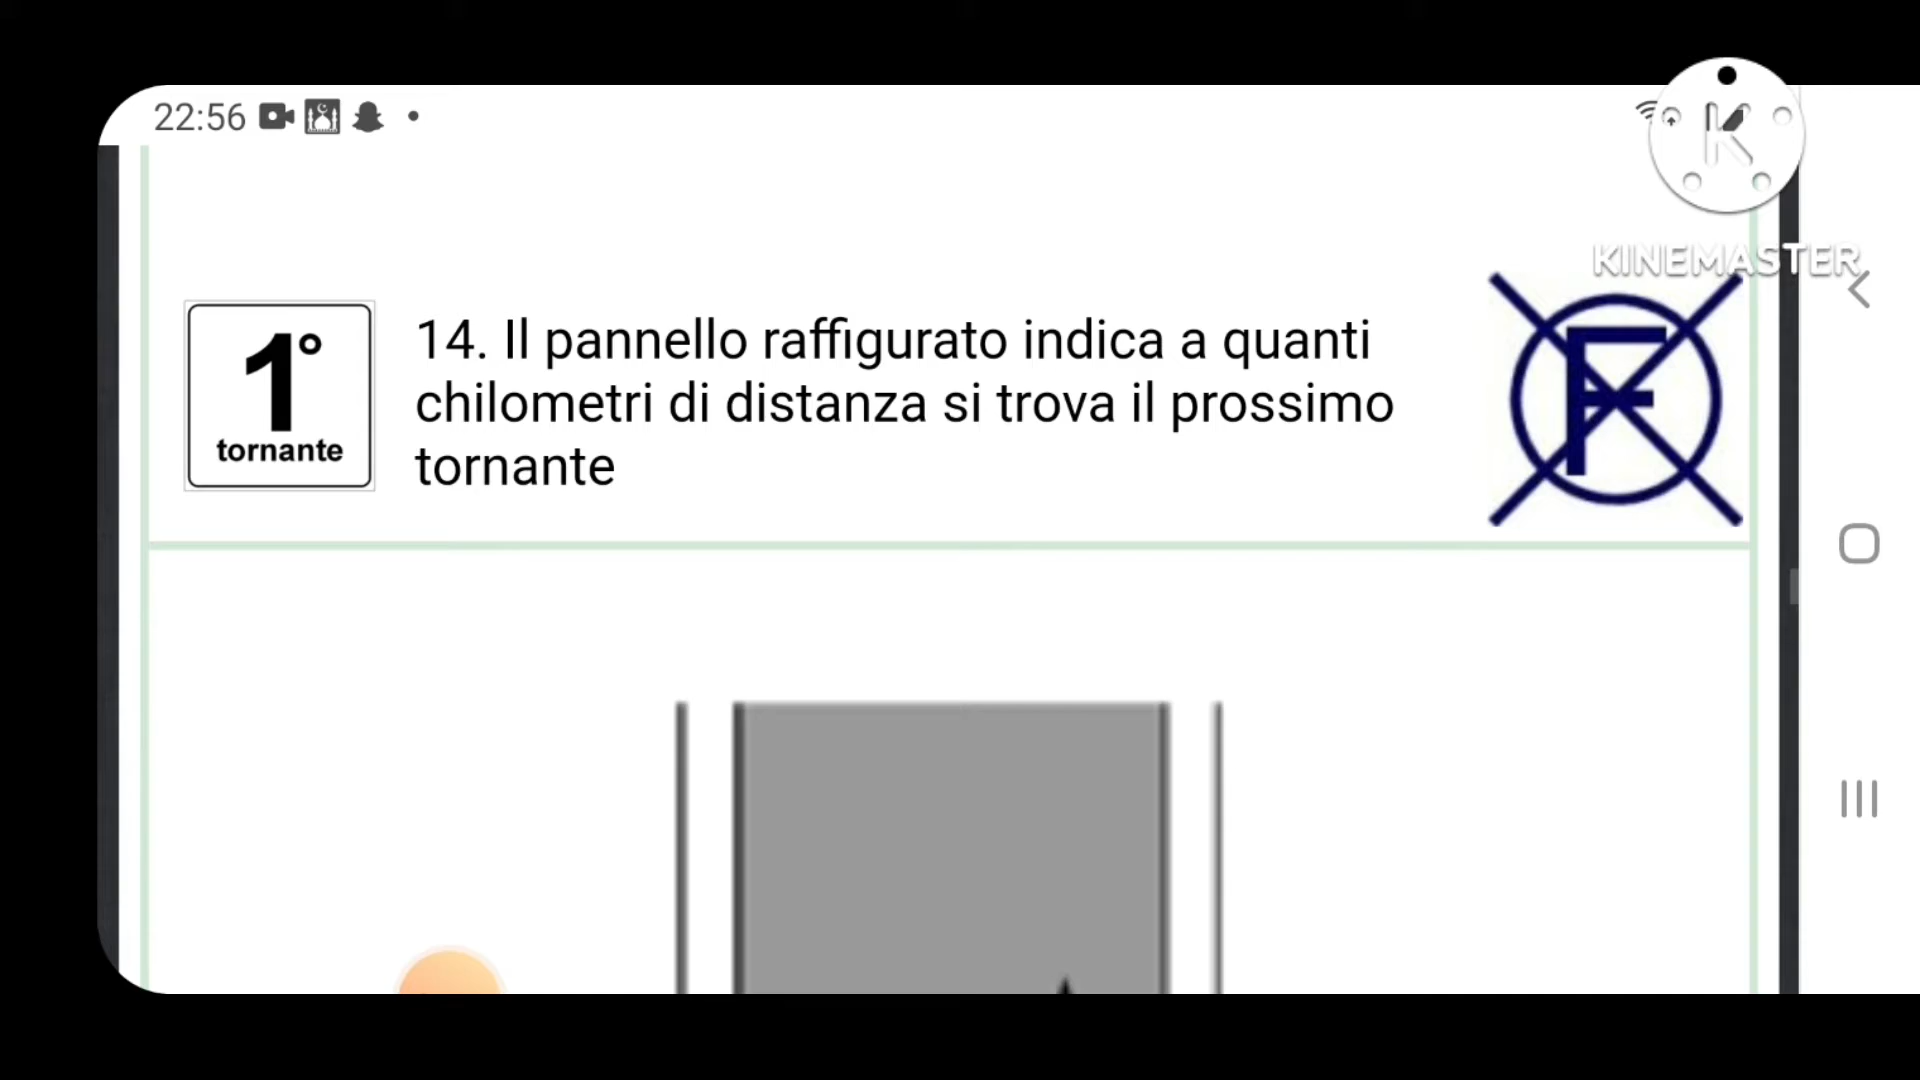 22:56
KINEMASTER
1°
tornante
14. Il pannello raffigurato indica a quanti
chilometri di distanza si trova il prossimo
tornante
F